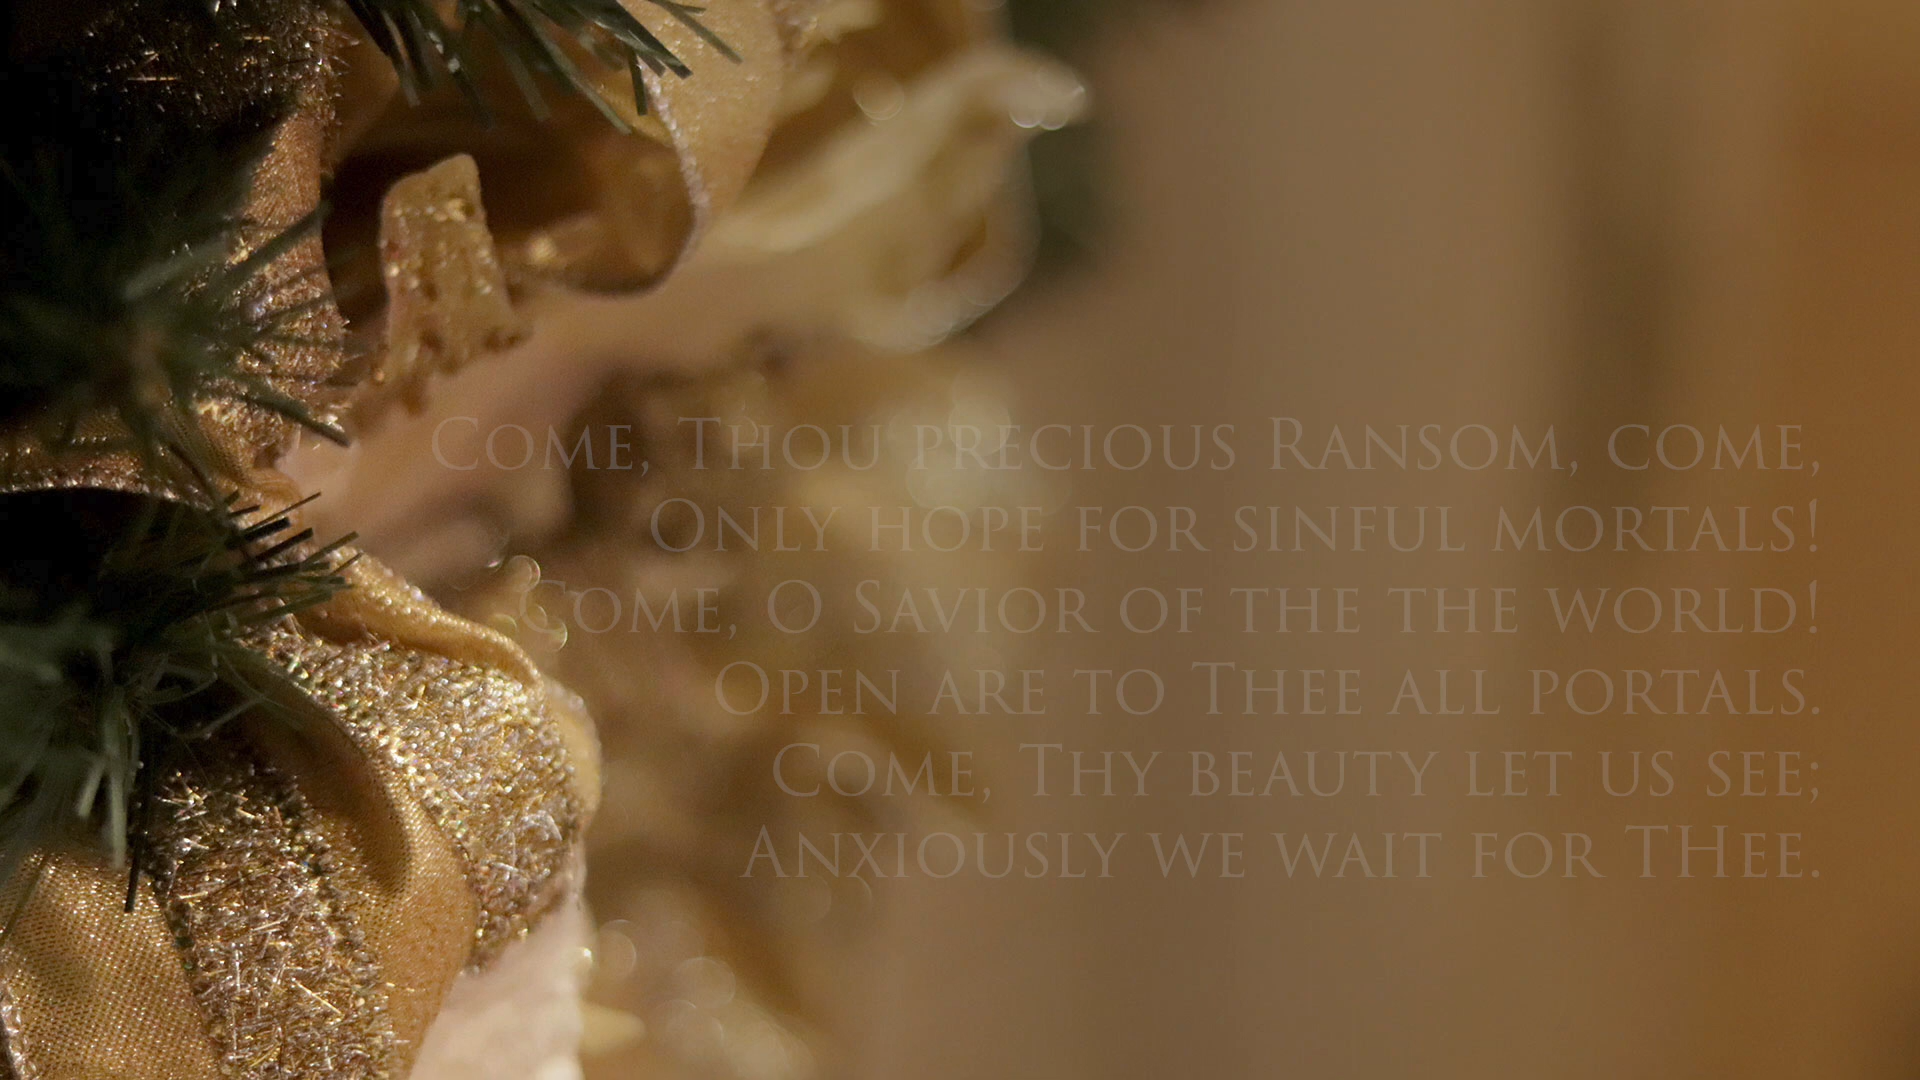 Come, Thou precious Ransom, come,
Only hope for sinful mortals!
Come, O Savior of the the world!
Open are to Thee all portals.
Come, Thy beauty let us see;
Anxiously we wait for THee.